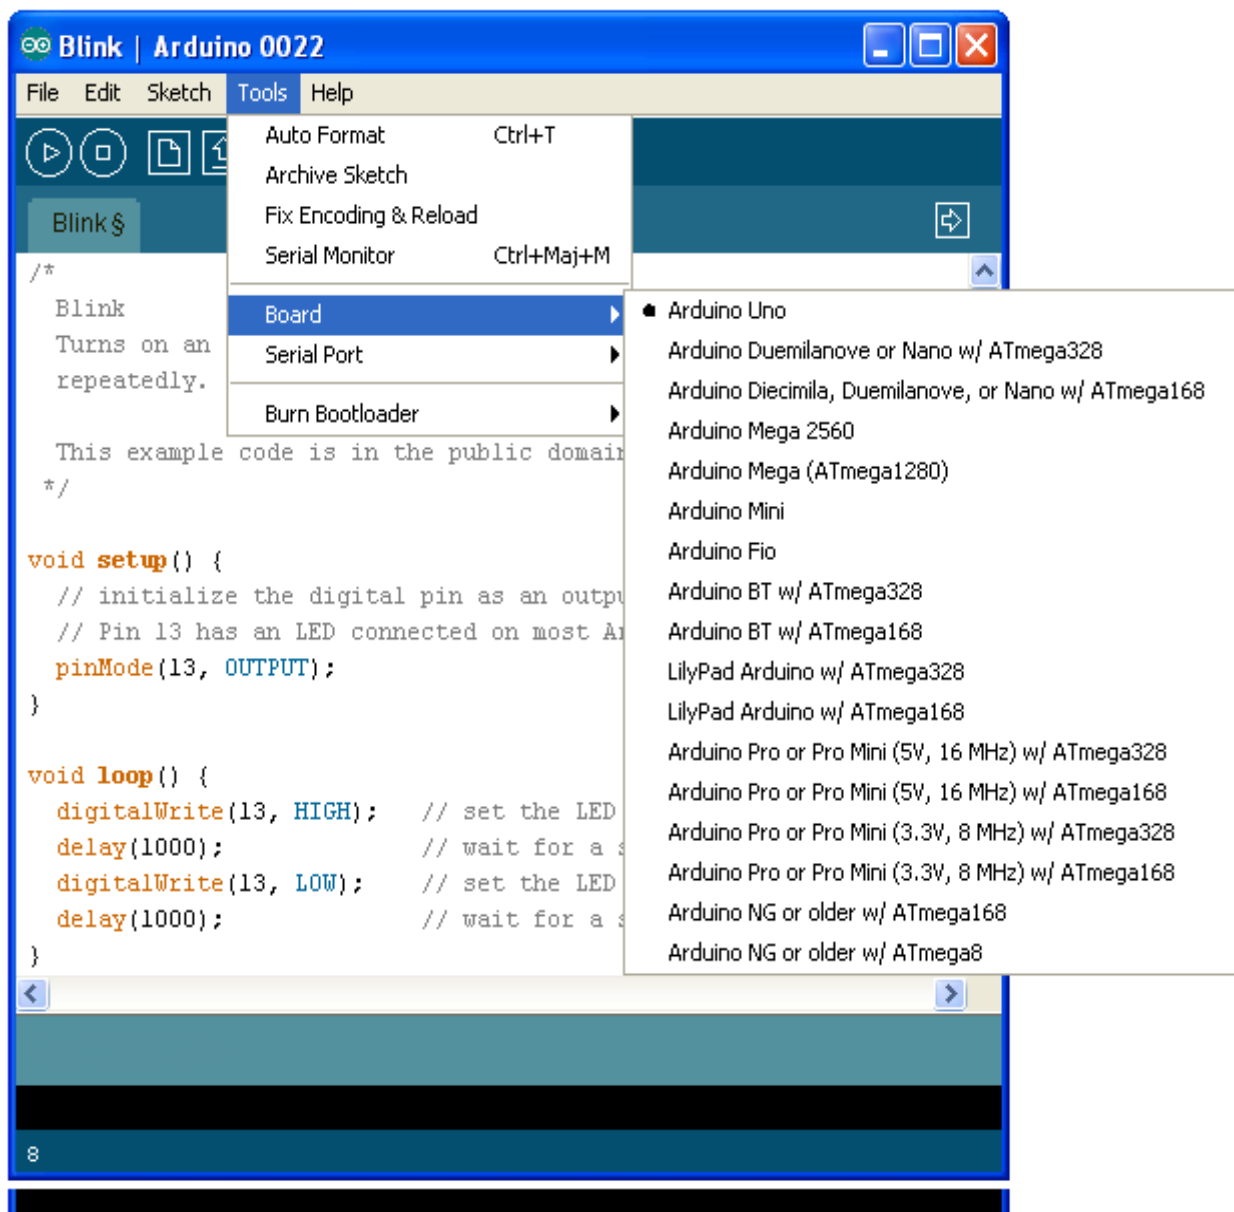 Blink | Arduino 0022
File Edit Sketch Tools Help
Auto Format Ctrl+T
Archive Sketch
Fix Encoding & Reload
Serial Monitor Ctrl+Maj+M
Board
Serial Port
Burn Bootloader
Arduino Uno
Arduino Duemilanove or Nano w/ ATmega328
Arduino Diecimila, Duemilanove, or Nano w/ ATmega168
Arduino Mega 2560
Arduino Mega (ATmega1280)
Arduino Mini
Arduino Fio
Arduino BT w/ ATmega328
Arduino BT w/ ATmega168
LilyPad Arduino w/ ATmega328
LilyPad Arduino w/ ATmega168
Arduino Pro or Pro Mini (5V, 16 MHz) w/ ATmega328
Arduino Pro or Pro Mini (5V, 16 MHz) w/ ATmega168
Arduino Pro or Pro Mini (3.3V, 8 MHz) w/ ATmega328
Arduino Pro or Pro Mini (3.3V, 8 MHz) w/ ATmega168
Arduino NG or older w/ ATmega168
Arduino NG or older w/ ATmega8
Blink §
/*
Blink
Turns on an
repeatedly.
This example code is in the public
*/
void setup() {
// initialize the digital pin as an
// Pin 13 has an LED connected on most
pinMode(13, OUTPUT);
}
void loop() {
digitalWrite(13, HIGH); // set the LED
delay(1000); // wait for a
digitalWrite(13, LOW); // set the LED
delay(1000); // wait for a
}
8